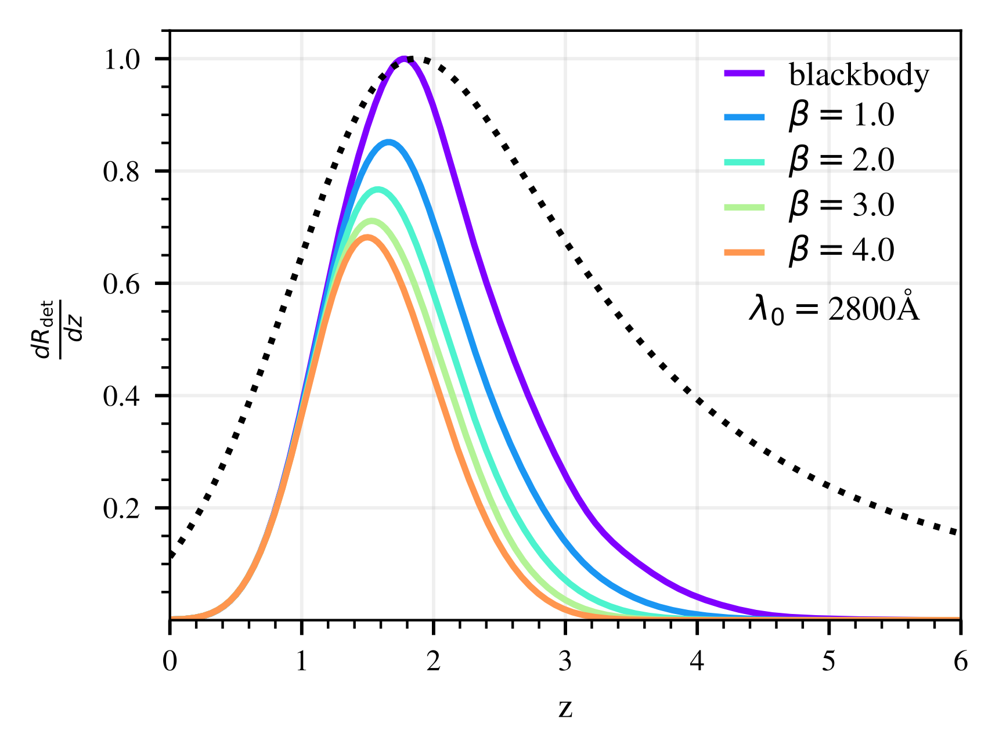 1.0
0.8
0.6
0.4
0.2
dR_det
dz
blackbody
β = 1.0
β = 2.0
β = 3.0
β = 4.0
λ₀ = 2800Å
0 1 2 3 4 5 6
z